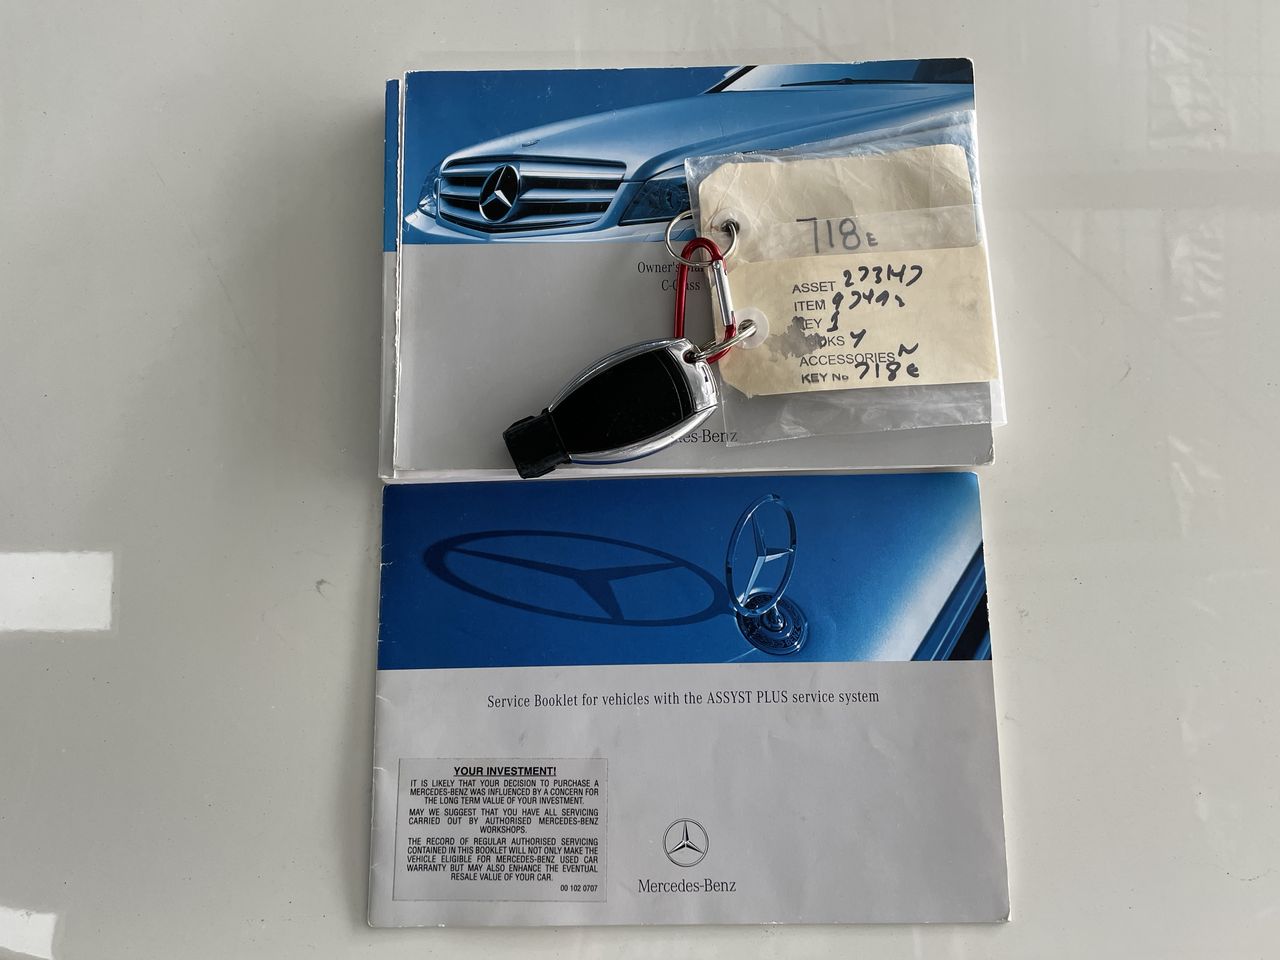 Owner's
C-Class
718E
ASSET 273147
ITEM
KEY 1
BOOKS Y
ACCESSORIES N
KEY No 718E
Mercedes-Benz
Service Booklet for vehicles with the ASSYST PLUS service system
YOUR INVESTMENT!
IT IS LIKELY THAT YOUR DECISION TO PURCHASE A
MERCEDES-BENZ WAS INFLUENCED BY A CONCERN FOR
THE LONG TERM VALUE OF YOUR INVESTMENT.
MAY WE SUGGEST THAT YOU HAVE ALL SERVICING
CARRIED OUT BY AUTHORISED MERCEDES-BENZ
WORKSHOPS.
THE RECORD OF REGULAR AUTHORISED SERVICING
CONTAINED IN THIS BOOKLET WILL NOT ONLY MAKE THE
VEHICLE ELIGIBLE FOR MERCEDES-BENZ USED CAR
WARRANTY BUT MAY ALSO ENHANCE THE EVENTUAL
RESALE VALUE OF YOUR CAR.
00 102 0707
Mercedes-Benz